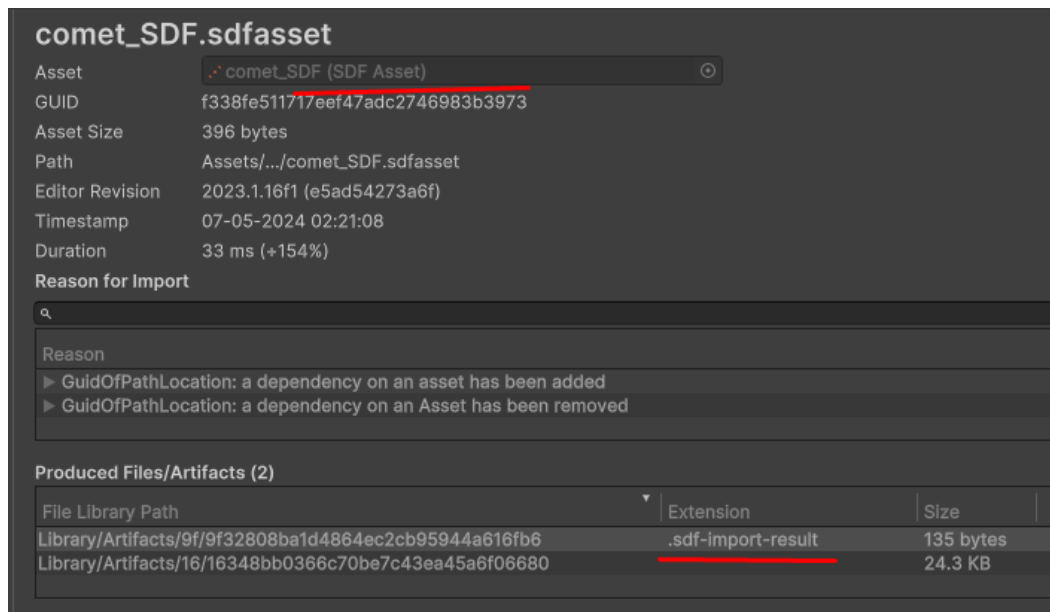 comet_SDF.sdfasset
Asset comet_SDF (SDF Asset)
GUID f338fe511717eef47adc2746983b3973
Asset Size 396 bytes
Path Assets/.../comet_SDF.sdfasset
Editor Revision 2023.1.16f1 (e5ad54273a6f)
Timestamp 07-05-2024 02:21:08
Duration 33 ms (+154%)
Reason for Import
Reason
GuidOfPathLocation: a dependency on an asset has been added
GuidOfPathLocation: a dependency on an Asset has been removed
Produced Files/Artifacts (2)
File Library Path Extension Size
Library/Artifacts/9f/9f32808ba1d4864ec2cb95944a616fb6 .sdf-import-result 135 bytes
Library/Artifacts/16/16348bb0366c70be7c43ea45a6f06680 24.3 KB